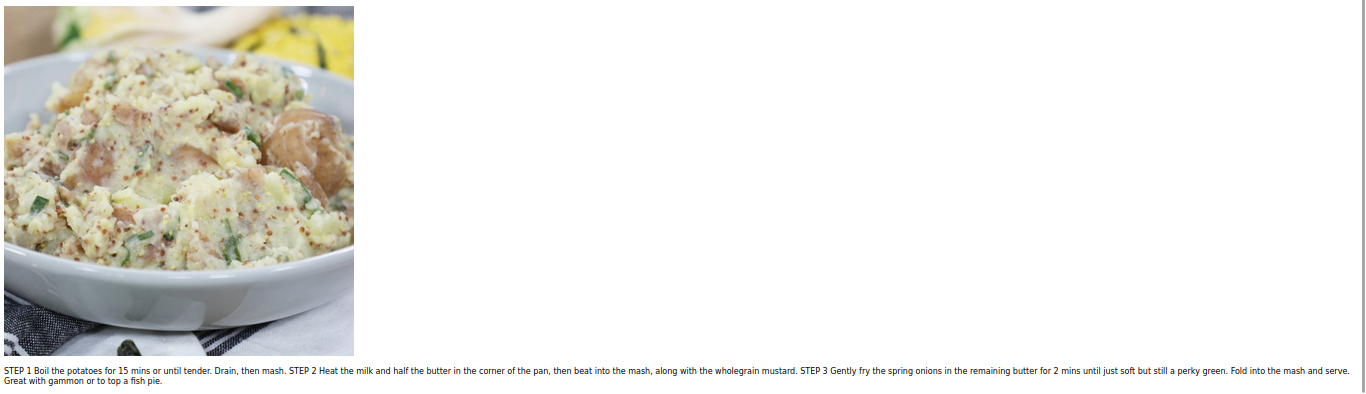 STEP 1 Boil the potatoes for 15 mins or until tender. Drain, then mash. STEP 2 Heat the milk and half the butter in the corner of the pan, then beat into the mash, along with the wholegrain mustard. STEP 3 Gently fry the spring onions in the remaining butter for 2 mins until just soft but still a perky green. Fold into the mash and serve.
Great with gammon or to top a fish pie.